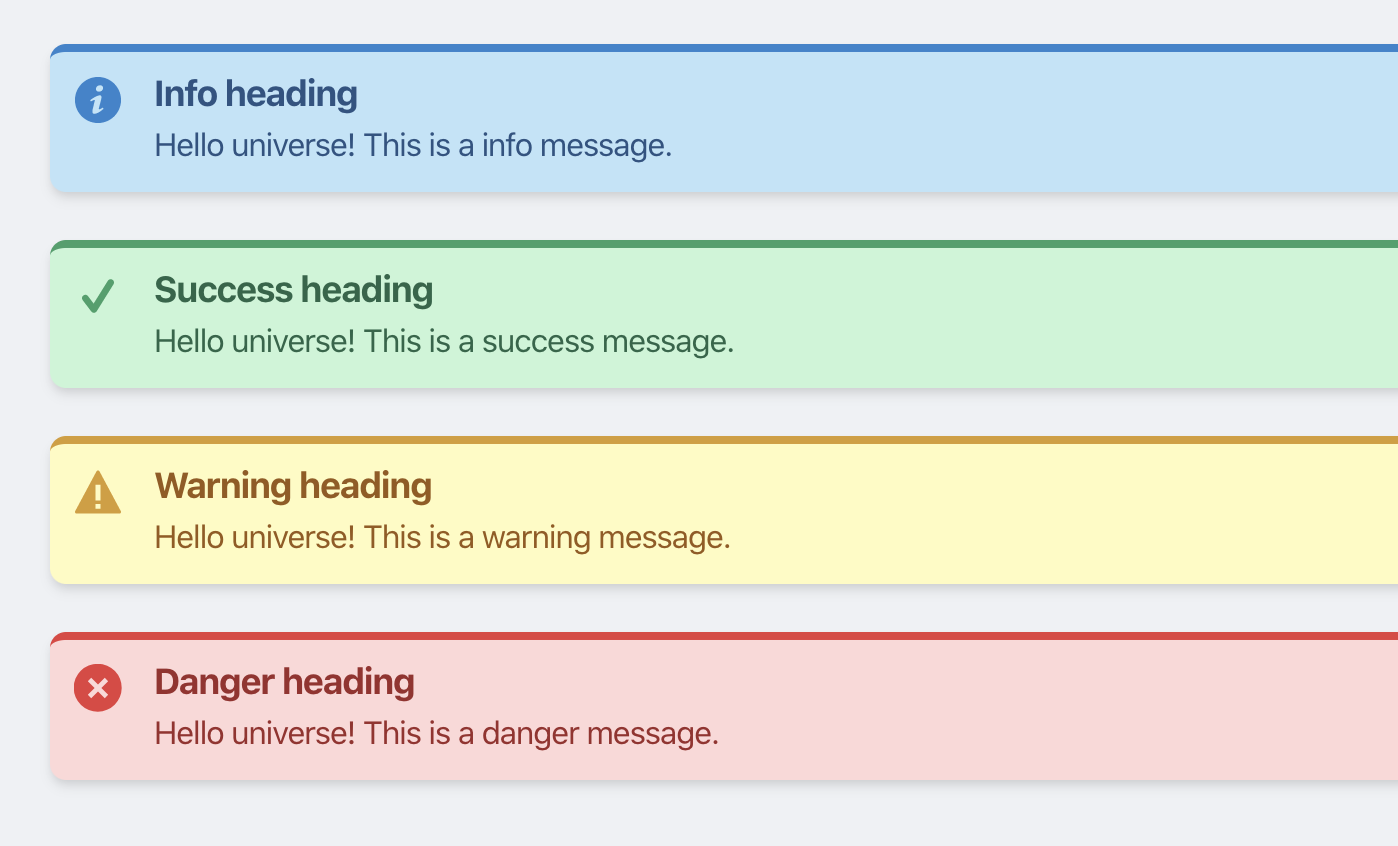 Info heading
Hello universe! This is a info message.
Success heading
Hello universe! This is a success message.
Warning heading
Hello universe! This is a warning message.
Danger heading
Hello universe! This is a danger message.